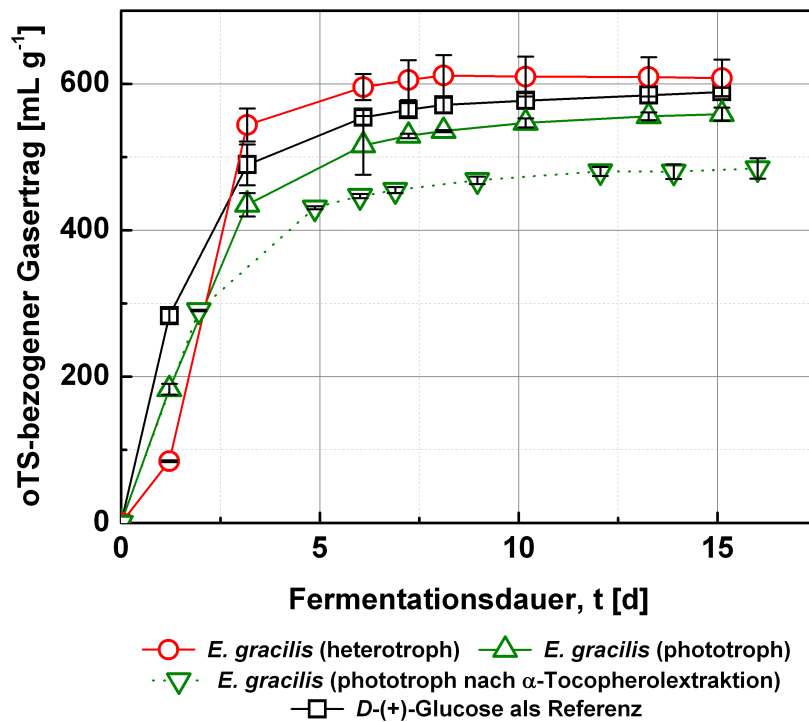 oTS-bezogener Gasertrag [mL g⁻¹]
600
400
200
0
0 5 10 15
Fermentationsdauer, t [d]
E. gracilis (heterotroph) E. gracilis (phototroph)
E. gracilis (phototroph nach α-Tocopherolextraktion)
D-(+)-Glucose als Referenz